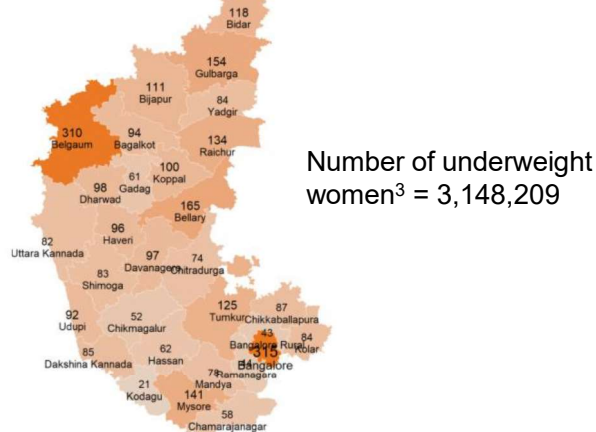 118
Bidar
154
Gulbarga
111
Bijapur
84
Yadgir
310
Belgaum
94
Bagalkot
134
Raichur
61
Gadag
100
Koppal
98
Dharwad
165
Bellary
96
Haveri
82
Uttara Kannada
97
Davanagere
74
Chitradurga
83
Shimoga
92
Udupi
52
Chikmagalur
125
Tumkur
87
Chikkaballapura
43
Bangalore Rural
84
Kolar
315
Bangalore
85
Dakshina Kannada
62
Hassan
44
Ramanagara
78
Mandya
21
Kodagu
141
Mysore
58
Chamarajanagar
Number of underweight
women³ = 3,148,209